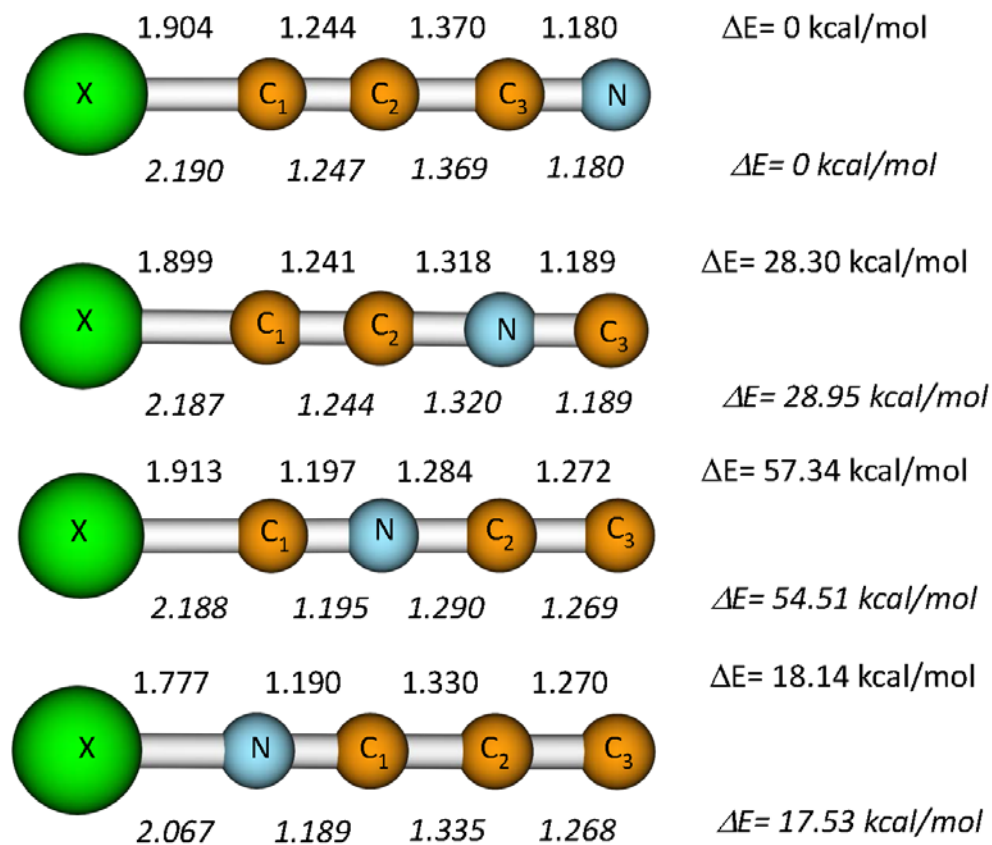 1.904 1.244 1.370 1.180 ΔE= 0 kcal/mol
X C₁ C₂ C₃ N
2.190 1.247 1.369 1.180 ΔE= 0 kcal/mol
1.899 1.241 1.318 1.189 ΔE= 28.30 kcal/mol
X C₁ C₂ N C₃
2.187 1.244 1.320 1.189 ΔE= 28.95 kcal/mol
1.913 1.197 1.284 1.272 ΔE= 57.34 kcal/mol
X C₁ N C₂ C₃
2.188 1.195 1.290 1.269 ΔE= 54.51 kcal/mol
1.777 1.190 1.330 1.270 ΔE= 18.14 kcal/mol
X N C₁ C₂ C₃
2.067 1.189 1.335 1.268 ΔE= 17.53 kcal/mol